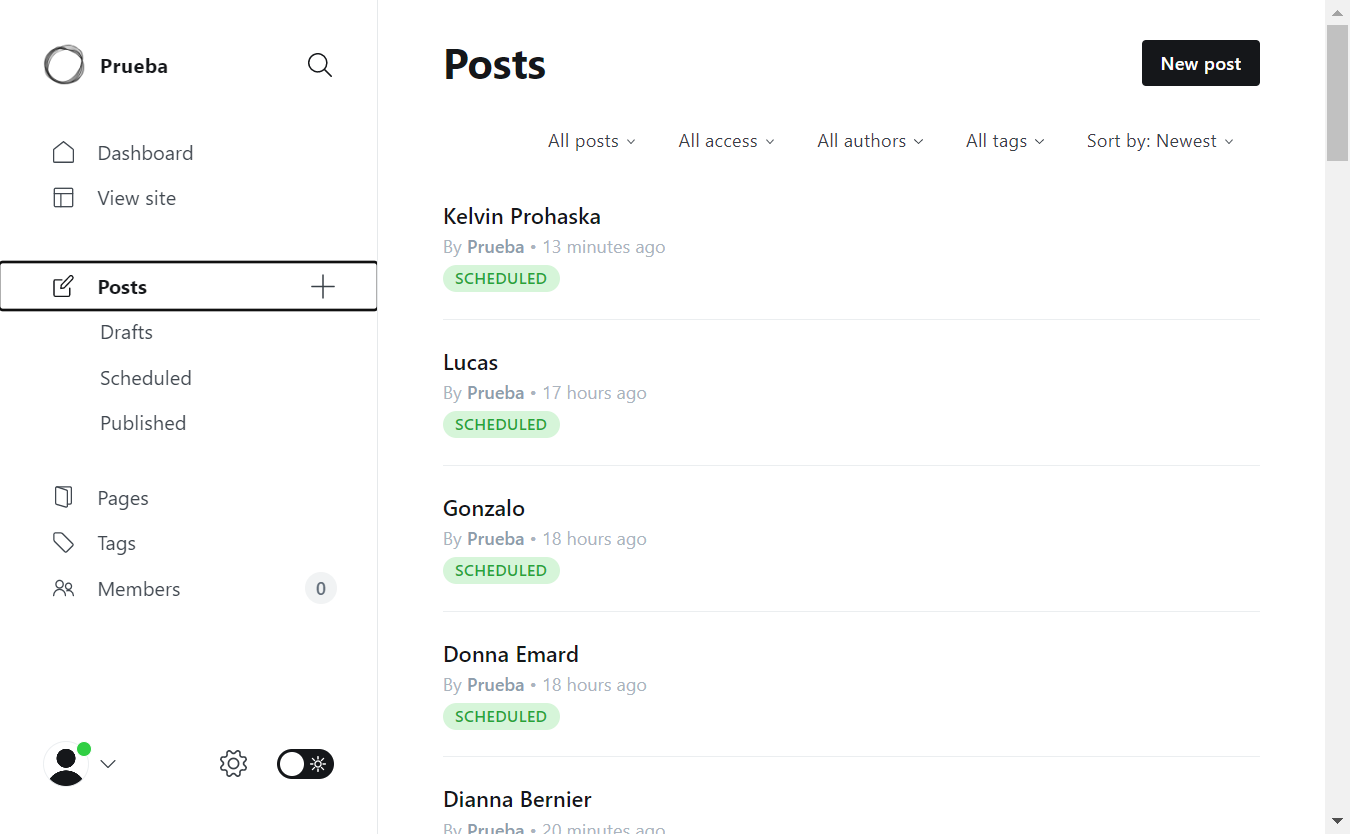 Prueba
Dashboard
View site
Posts
Drafts
Scheduled
Published
Pages
Tags
Members 0
Posts
New post
All posts All access All authors All tags Sort by: Newest
Kelvin Prohaska
By Prueba • 13 minutes ago
SCHEDULED
Lucas
By Prueba • 17 hours ago
SCHEDULED
Gonzalo
By Prueba • 18 hours ago
SCHEDULED
Donna Emard
By Prueba • 18 hours ago
SCHEDULED
Dianna Bernier
By Prueba • 20 minutes ago